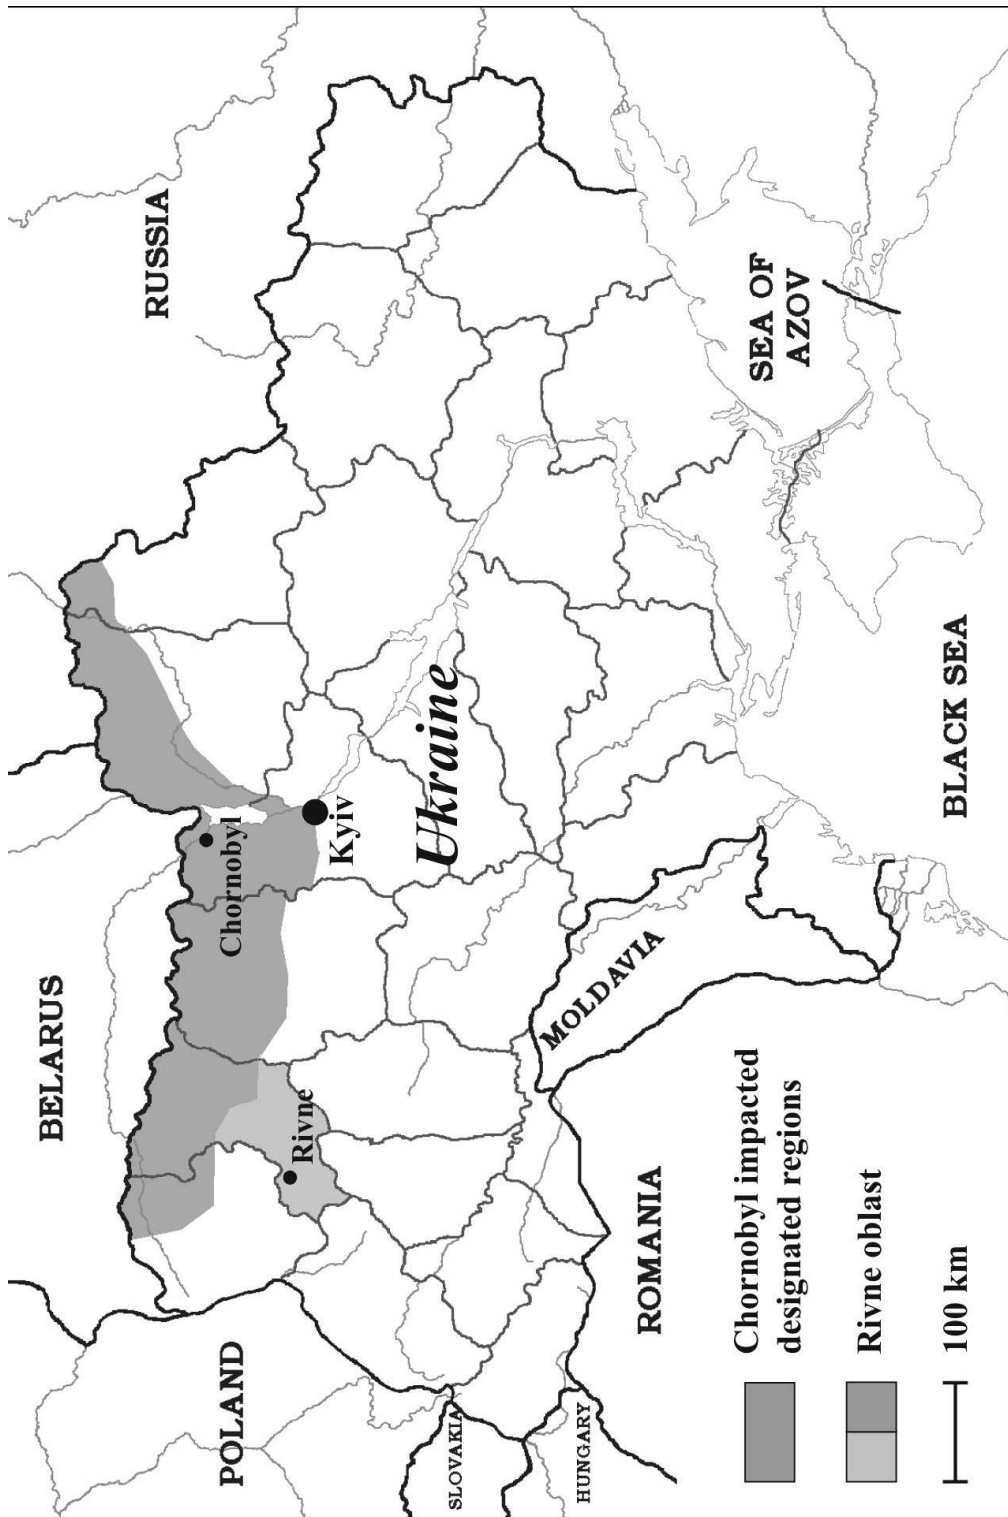 BELARUS
RUSSIA
POLAND
Chornobyl
Kyiv
Rivne
Ukraine
SLOVAKIA
HUNGARY
MOLDAVIA
ROMANIA
SEA OF
AZOV
BLACK SEA
Chornobyl impacted
designated regions
Rivne oblast
100 km